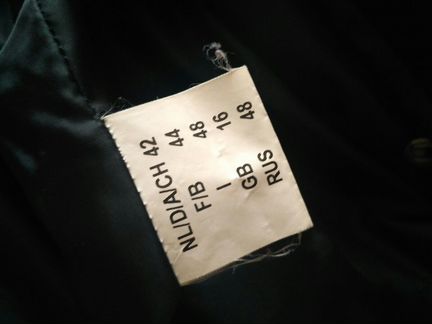 NL/D/A/CH 42
F/B 44
I 48
GB 16
RUS 48